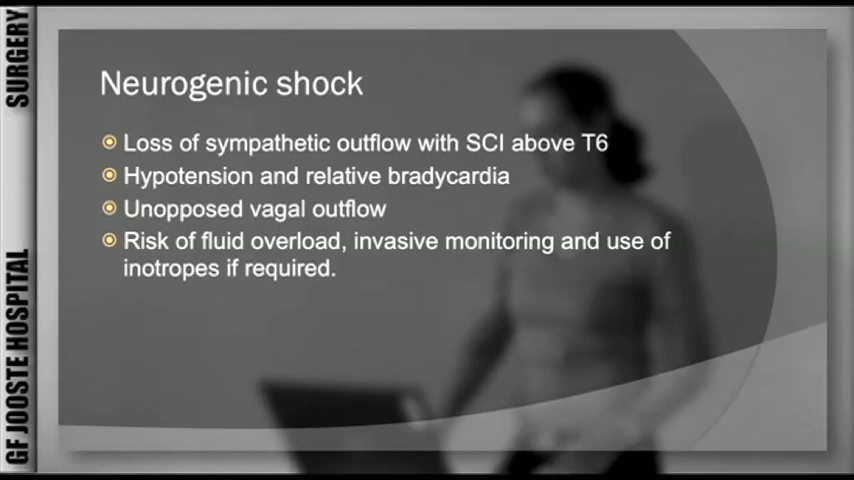 SURGERY
GF JOOSTE HOSPITAL
Neurogenic shock
Loss of sympathetic outflow with SCI above T6
Hypotension and relative bradycardia
Unopposed vagal outflow
Risk of fluid overload, invasive monitoring and use of
inotropes if required.